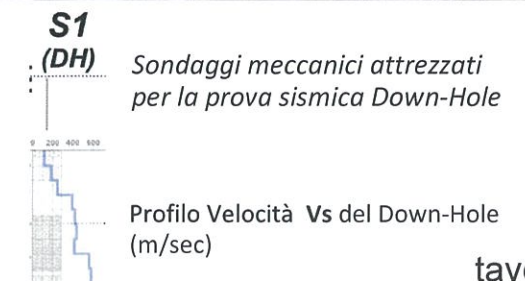 S1
(DH)
Sondaggi meccanici attrezzati
per la prova sismica Down-Hole
0 200 400 600
Profilo Velocità Vs del Down-Hole
(m/sec)